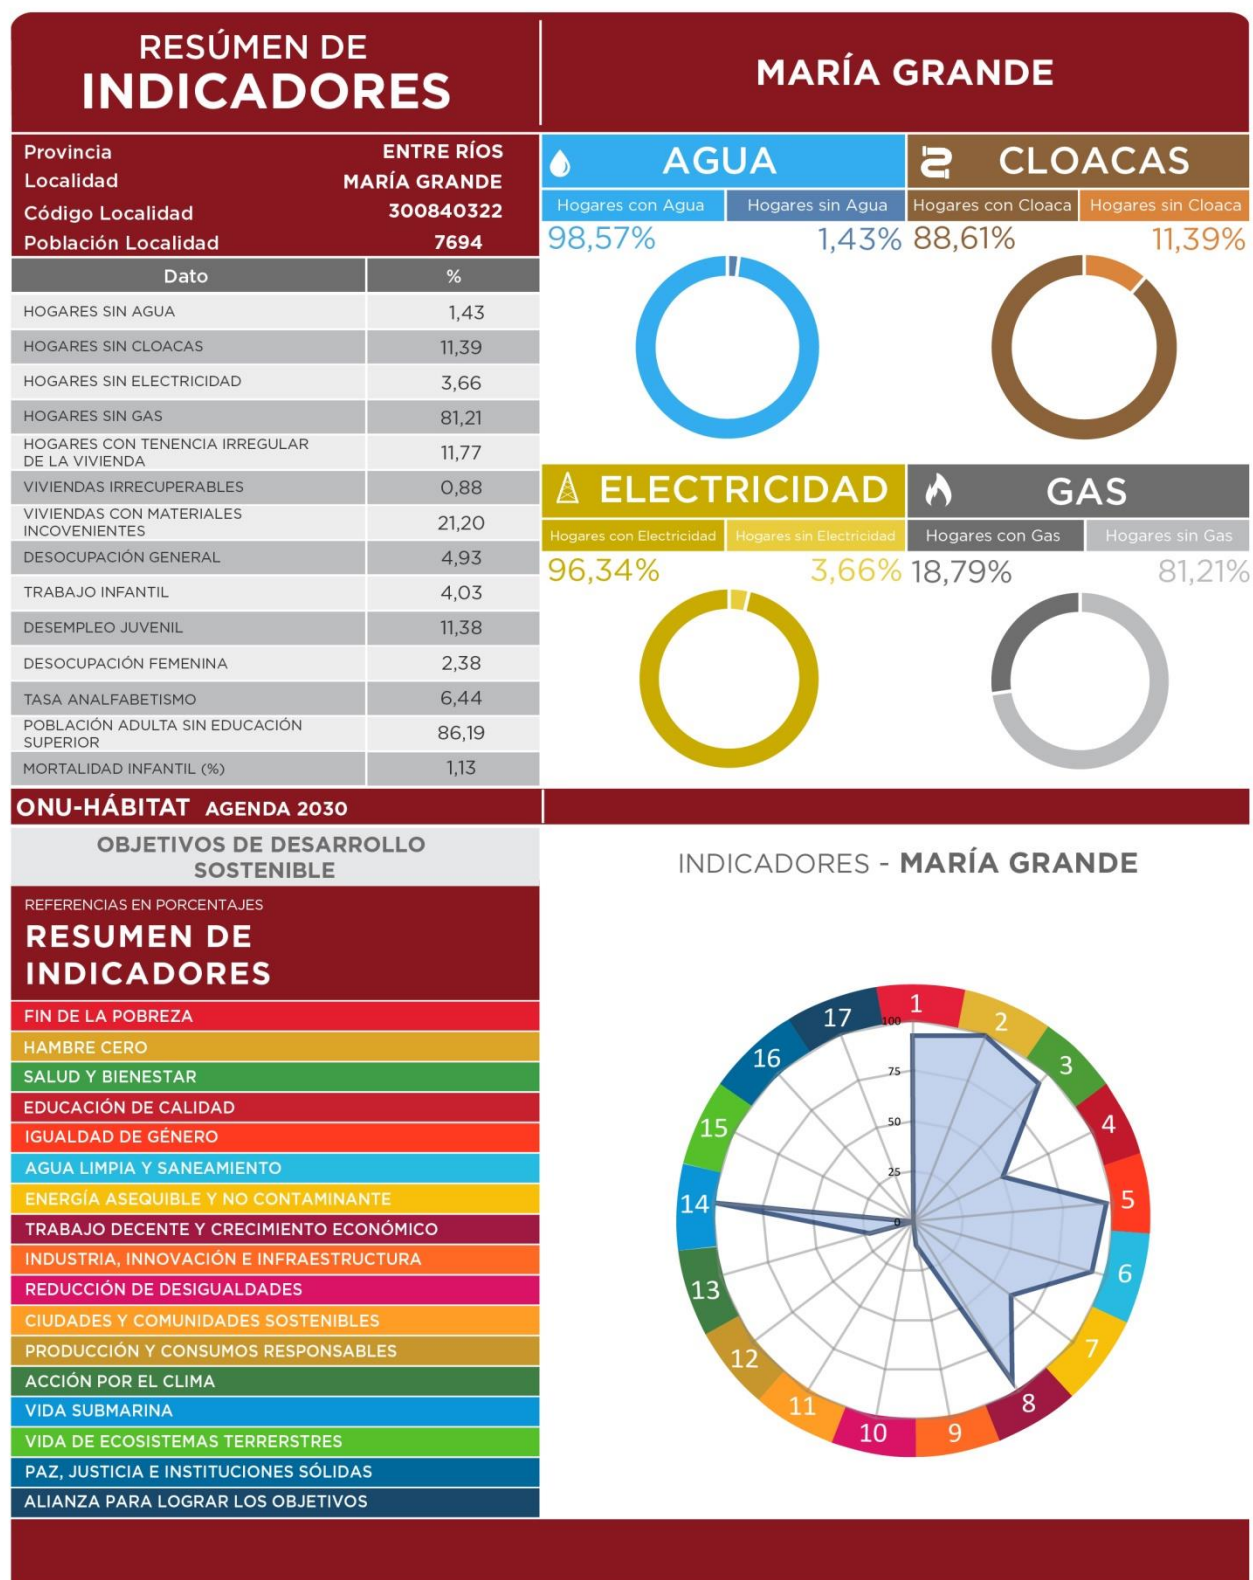 RESÚMEN DE
INDICADORES
MARÍA GRANDE
Provincia ENTRE RÍOS
Localidad MARÍA GRANDE
Código Localidad 300840322
Población Localidad 7694
Dato %
HOGARES SIN AGUA 1,43
HOGARES SIN CLOACAS 11,39
HOGARES SIN ELECTRICIDAD 3,66
HOGARES SIN GAS 81,21
HOGARES CON TENENCIA IRREGULAR
DE LA VIVIENDA 11,77
VIVIENDAS IRRECUPERABLES 0,88
VIVIENDAS CON MATERIALES
INCOVENIENTES 21,20
DESOCUPACIÓN GENERAL 4,93
TRABAJO INFANTIL 4,03
DESEMPLEO JUVENIL 11,38
DESOCUPACIÓN FEMENINA 2,38
TASA ANALFABETISMO 6,44
POBLACIÓN ADULTA SIN EDUCACIÓN
SUPERIOR 86,19
MORTALIDAD INFANTIL (%) 1,13
AGUA
Hogares con Agua Hogares sin Agua
98,57% 1,43%
CLOACAS
Hogares con Cloaca Hogares sin Cloaca
88,61% 11,39%
ELECTRICIDAD
Hogares con Electricidad Hogares sin Electricidad
96,34% 3,66%
GAS
Hogares con Gas Hogares sin Gas
18,79% 81,21%
ONU-HÁBITAT AGENDA 2030
OBJETIVOS DE DESARROLLO
SOSTENIBLE
REFERENCIAS EN PORCENTAJES
RESUMEN DE
INDICADORES
FIN DE LA POBREZA
HAMBRE CERO
SALUD Y BIENESTAR
EDUCACIÓN DE CALIDAD
IGUALDAD DE GÉNERO
AGUA LIMPIA Y SANEAMIENTO
ENERGÍA ASEQUIBLE Y NO CONTAMINANTE
TRABAJO DECENTE Y CRECIMIENTO ECONÓMICO
INDUSTRIA, INNOVACIÓN E INFRAESTRUCTURA
REDUCCIÓN DE DESIGUALDADES
CIUDADES Y COMUNIDADES SOSTENIBLES
PRODUCCIÓN Y CONSUMOS RESPONSABLES
ACCIÓN POR EL CLIMA
VIDA SUBMARINA
VIDA DE ECOSISTEMAS TERRERSTRES
PAZ, JUSTICIA E INSTITUCIONES SÓLIDAS
ALIANZA PARA LOGRAR LOS OBJETIVOS
INDICADORES - MARÍA GRANDE
1
2
3
4
5
6
7
8
9
10
11
12
13
14
15
16
17
100
75
50
25
0